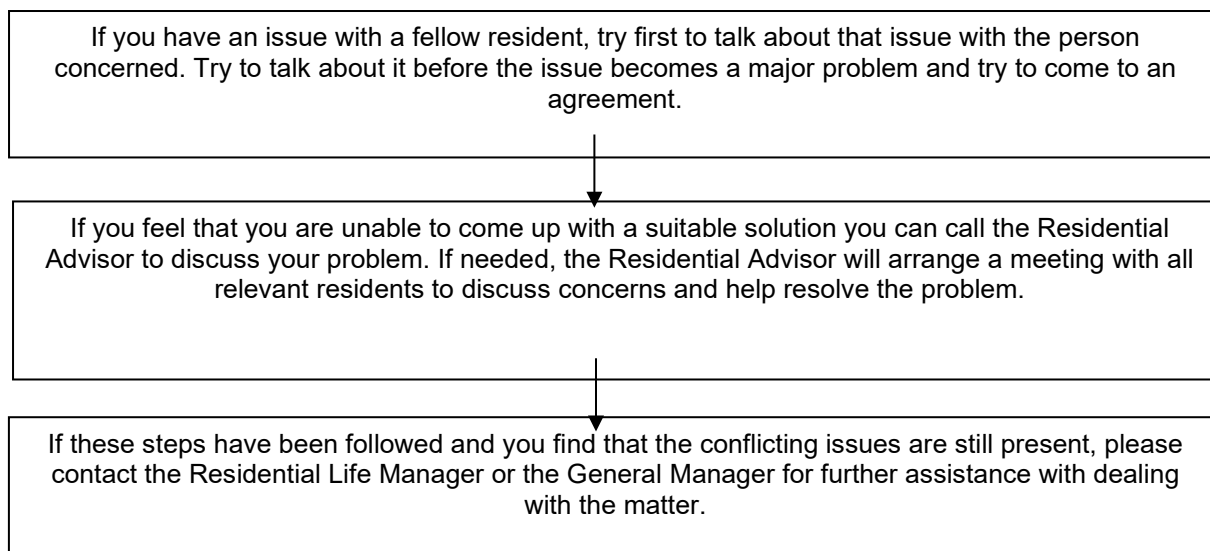 If you have an issue with a fellow resident, try first to talk about that issue with the person
concerned. Try to talk about it before the issue becomes a major problem and try to come to an
agreement.
If you feel that you are unable to come up with a suitable solution you can call the Residential
Advisor to discuss your problem. If needed, the Residential Advisor will arrange a meeting with all
relevant residents to discuss concerns and help resolve the problem.
If these steps have been followed and you find that the conflicting issues are still present, please
contact the Residential Life Manager or the General Manager for further assistance with dealing
with the matter.